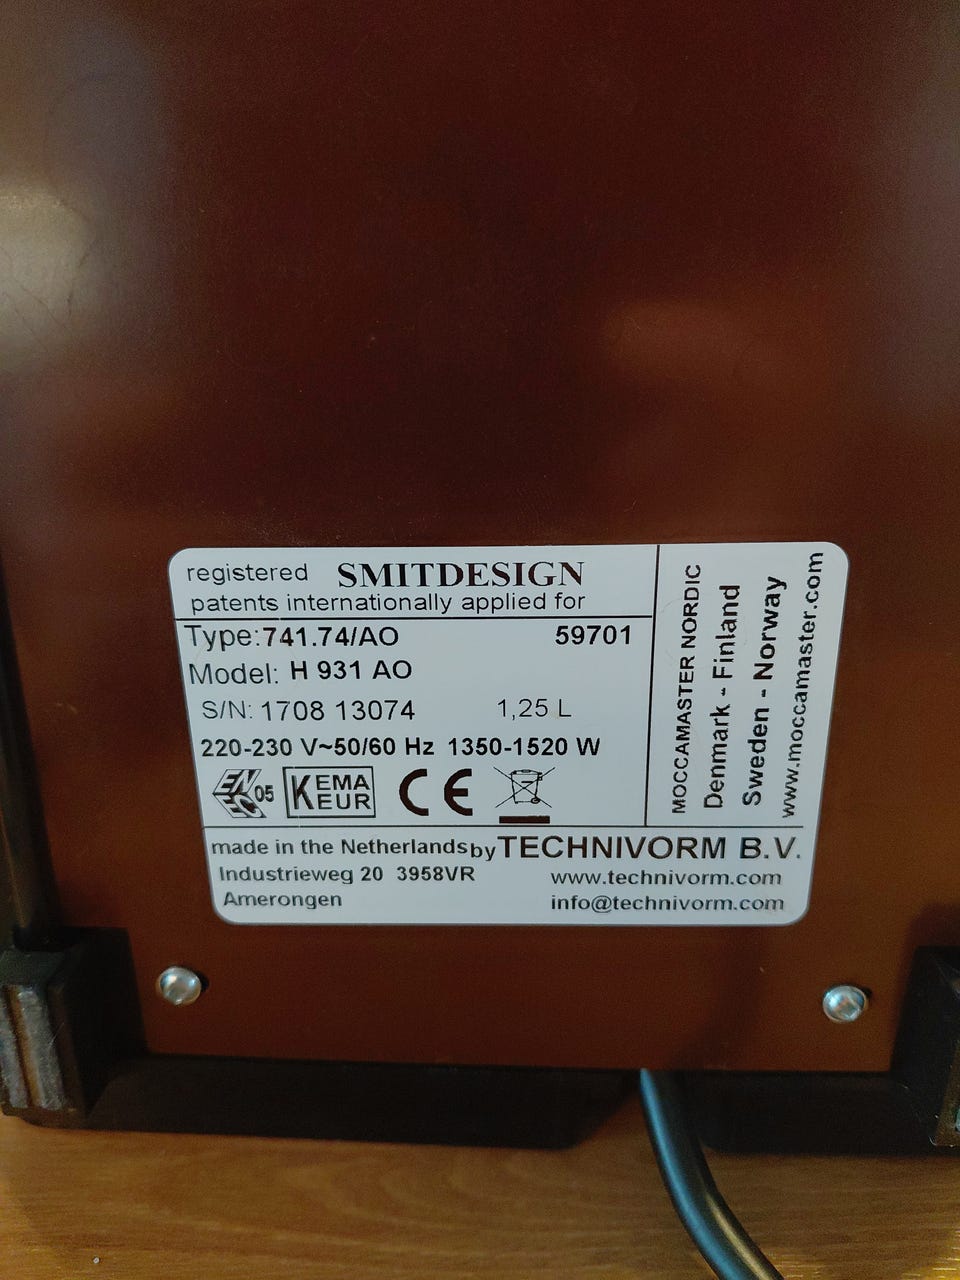 registered SMITDESIGN
patents internationally applied for
Type:741.74/AO 59701
Model: H 931 AO
S/N: 1708 13074 1,25 L
220-230 V~50/60 Hz 1350-1520 W
ENEC 05 KEMA KEUR CE
MOCCAMASTER NORDIC
Denmark - Finland
Sweden - Norway
www.moccamaster.com
made in the Netherlands by TECHNIVORM B.V.
Industrieweg 20 3958VR www.technivorm.com
Amerongen info@technivorm.com